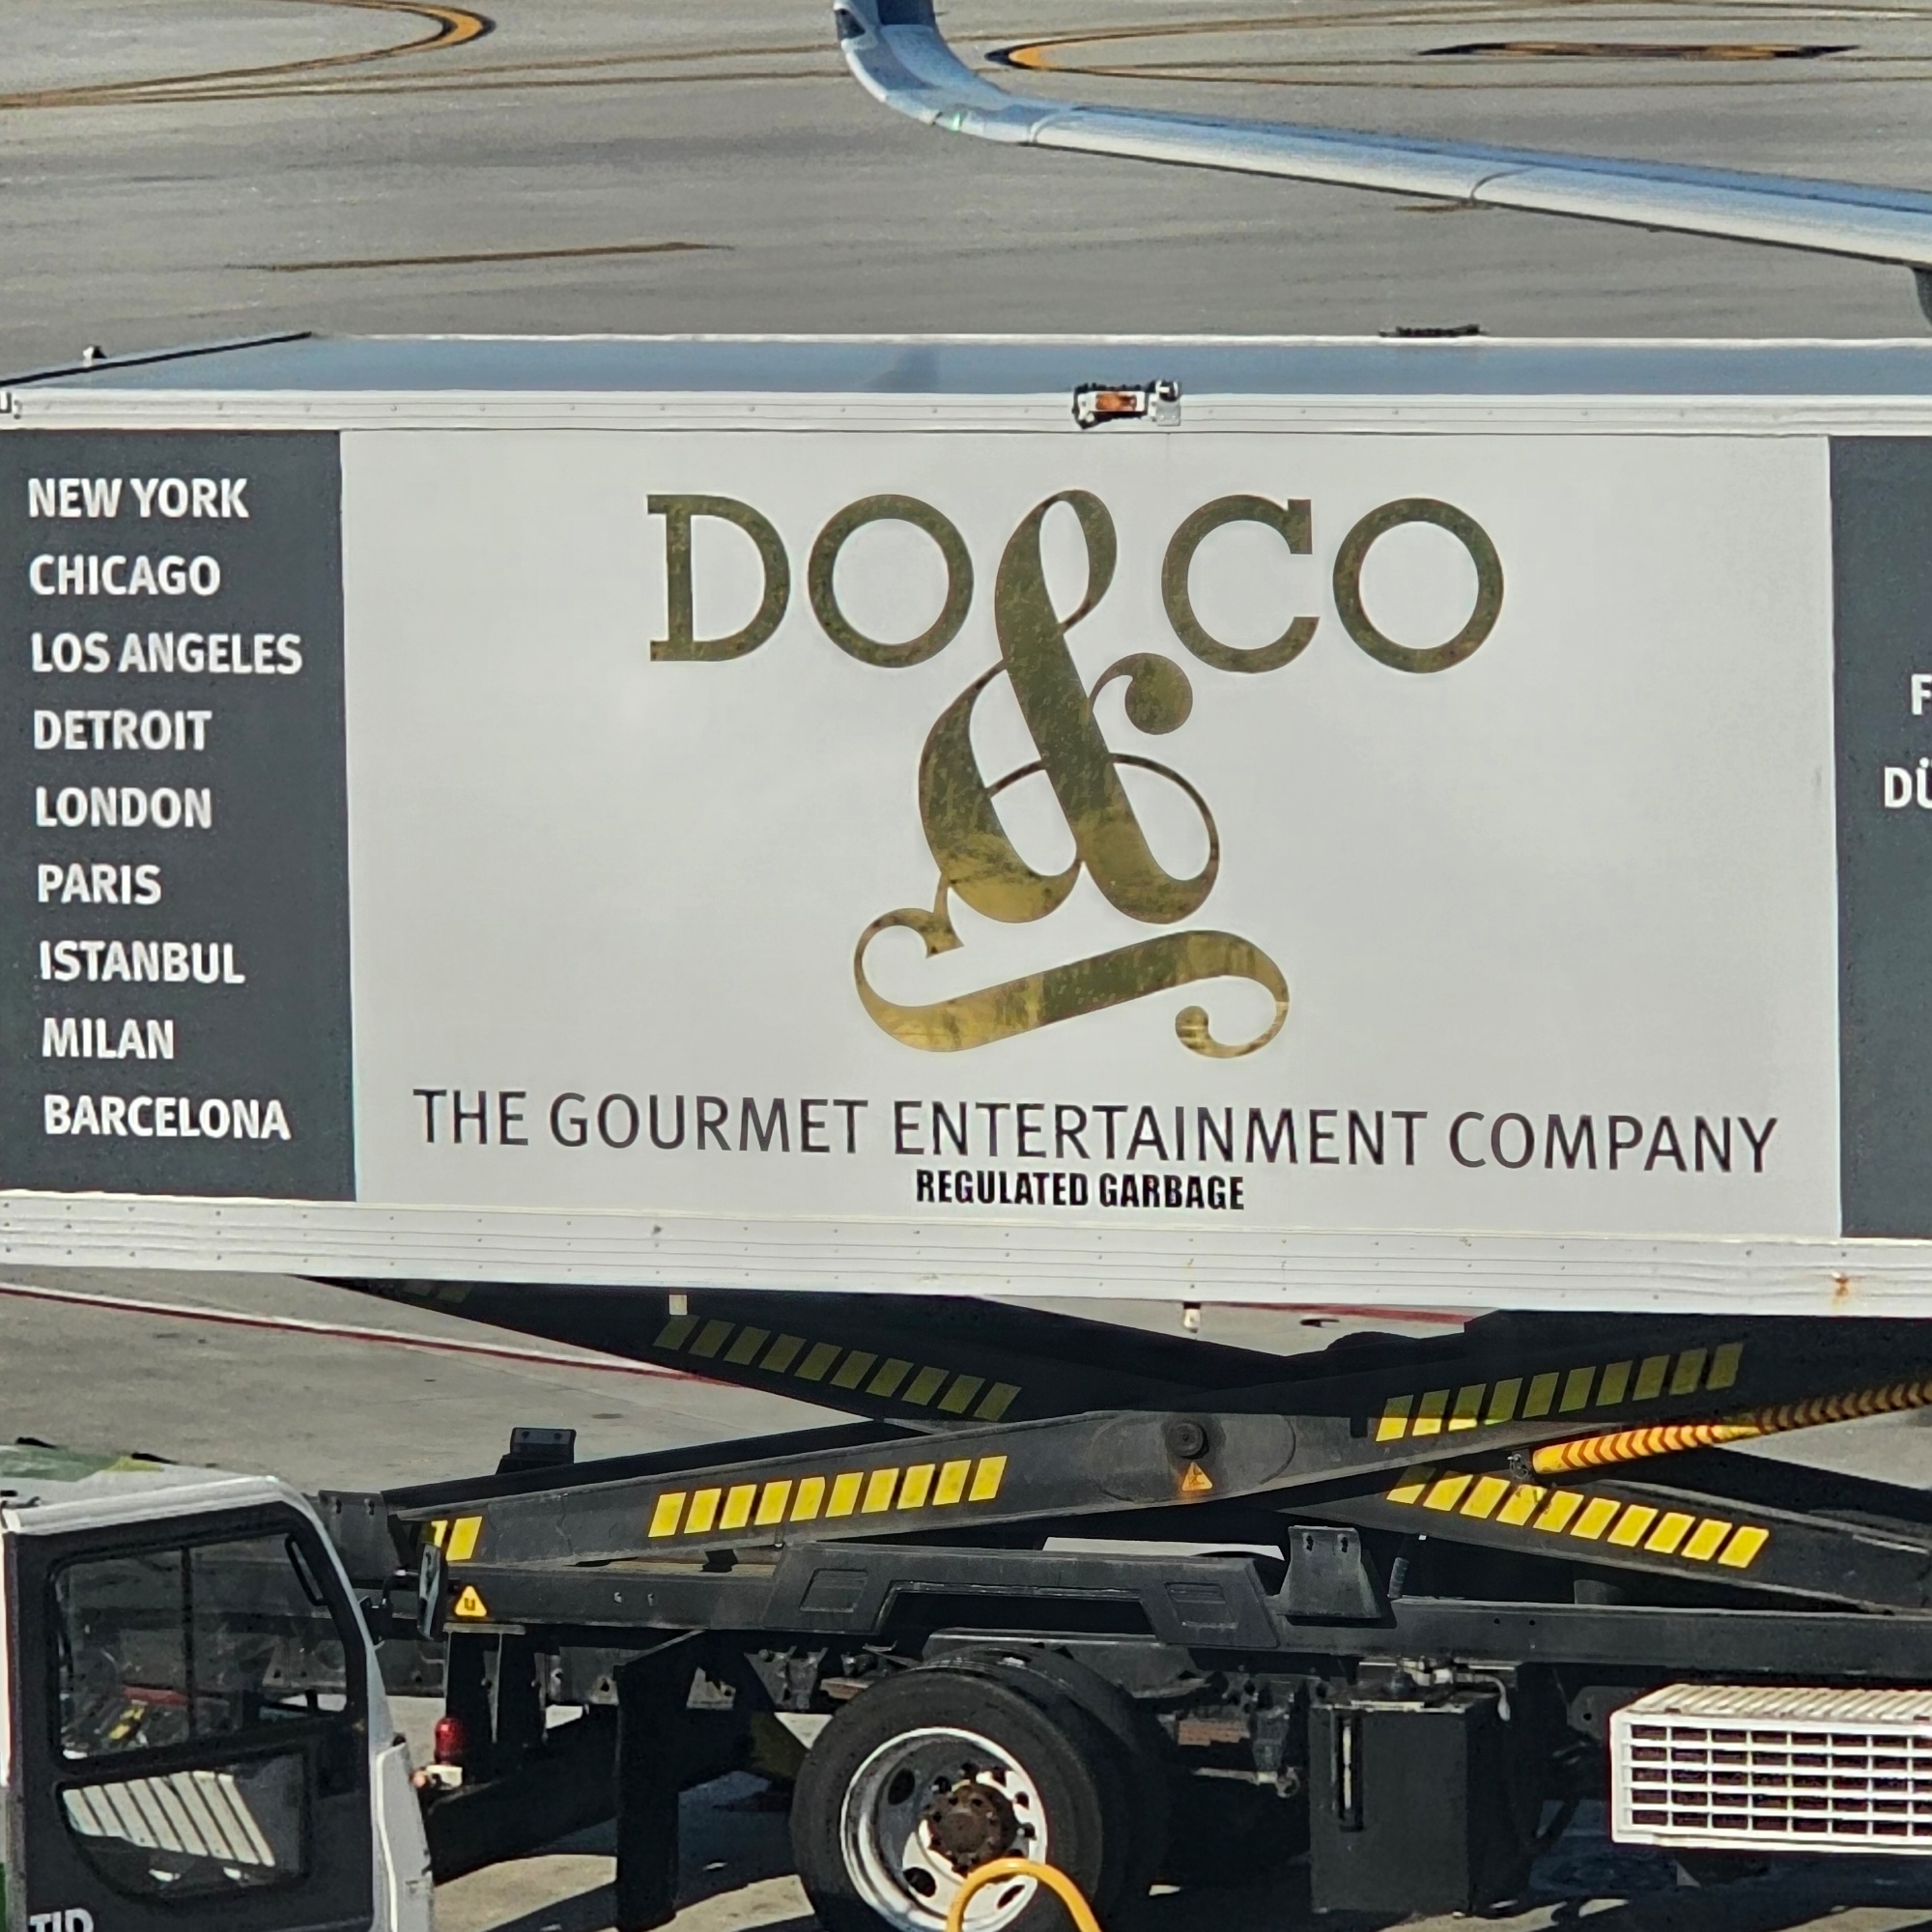 NEW YORK
CHICAGO
LOS ANGELES
DETROIT
LONDON
PARIS
ISTANBUL
MILAN
BARCELONA
DO & CO
THE GOURMET ENTERTAINMENT COMPANY
REGULATED GARBAGE